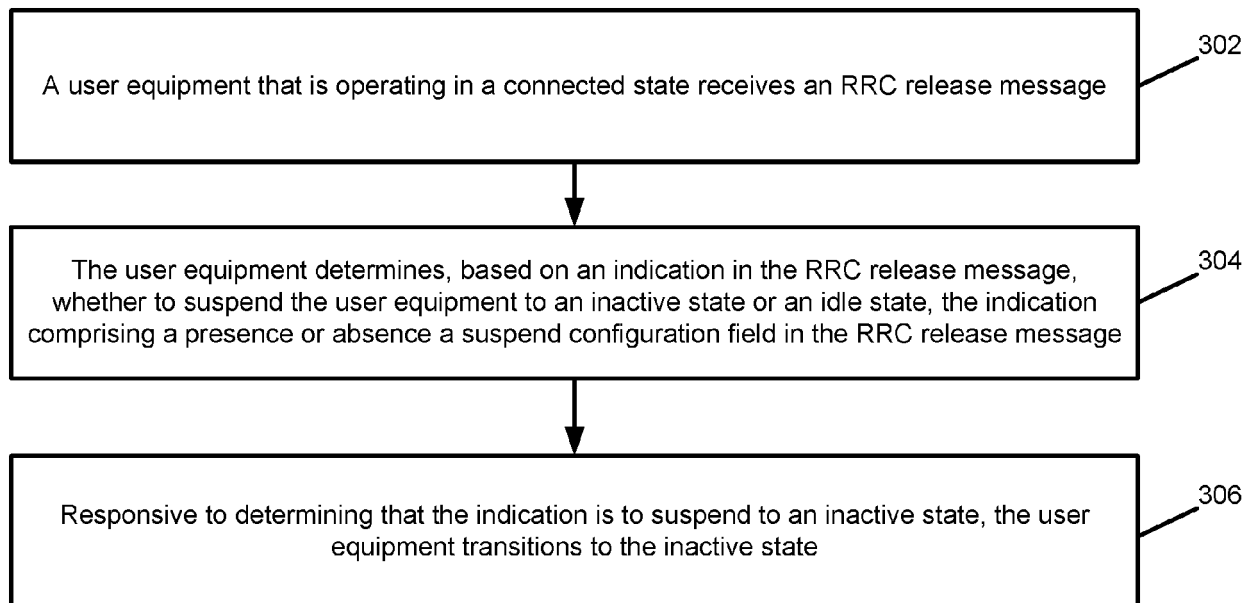 A user equipment that is operating in a connected state receives an RRC release message
302
The user equipment determines, based on an indication in the RRC release message,
whether to suspend the user equipment to an inactive state or an idle state, the indication
comprising a presence or absence a suspend configuration field in the RRC release message
304
Responsive to determining that the indication is to suspend to an inactive state, the user
equipment transitions to the inactive state
306